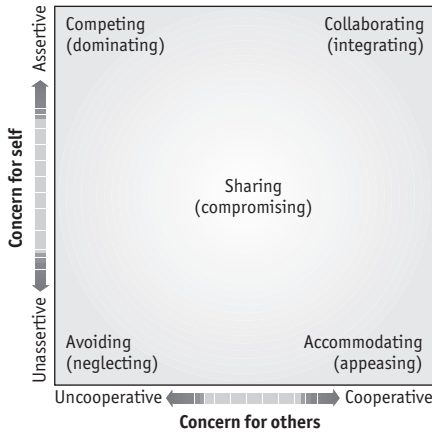 Competing
(dominating)
Collaborating
(integrating)
Assertive
Concern for self
Unassertive
Sharing
(compromising)
Avoiding
(neglecting)
Accommodating
(appeasing)
Uncooperative
Cooperative
Concern for others